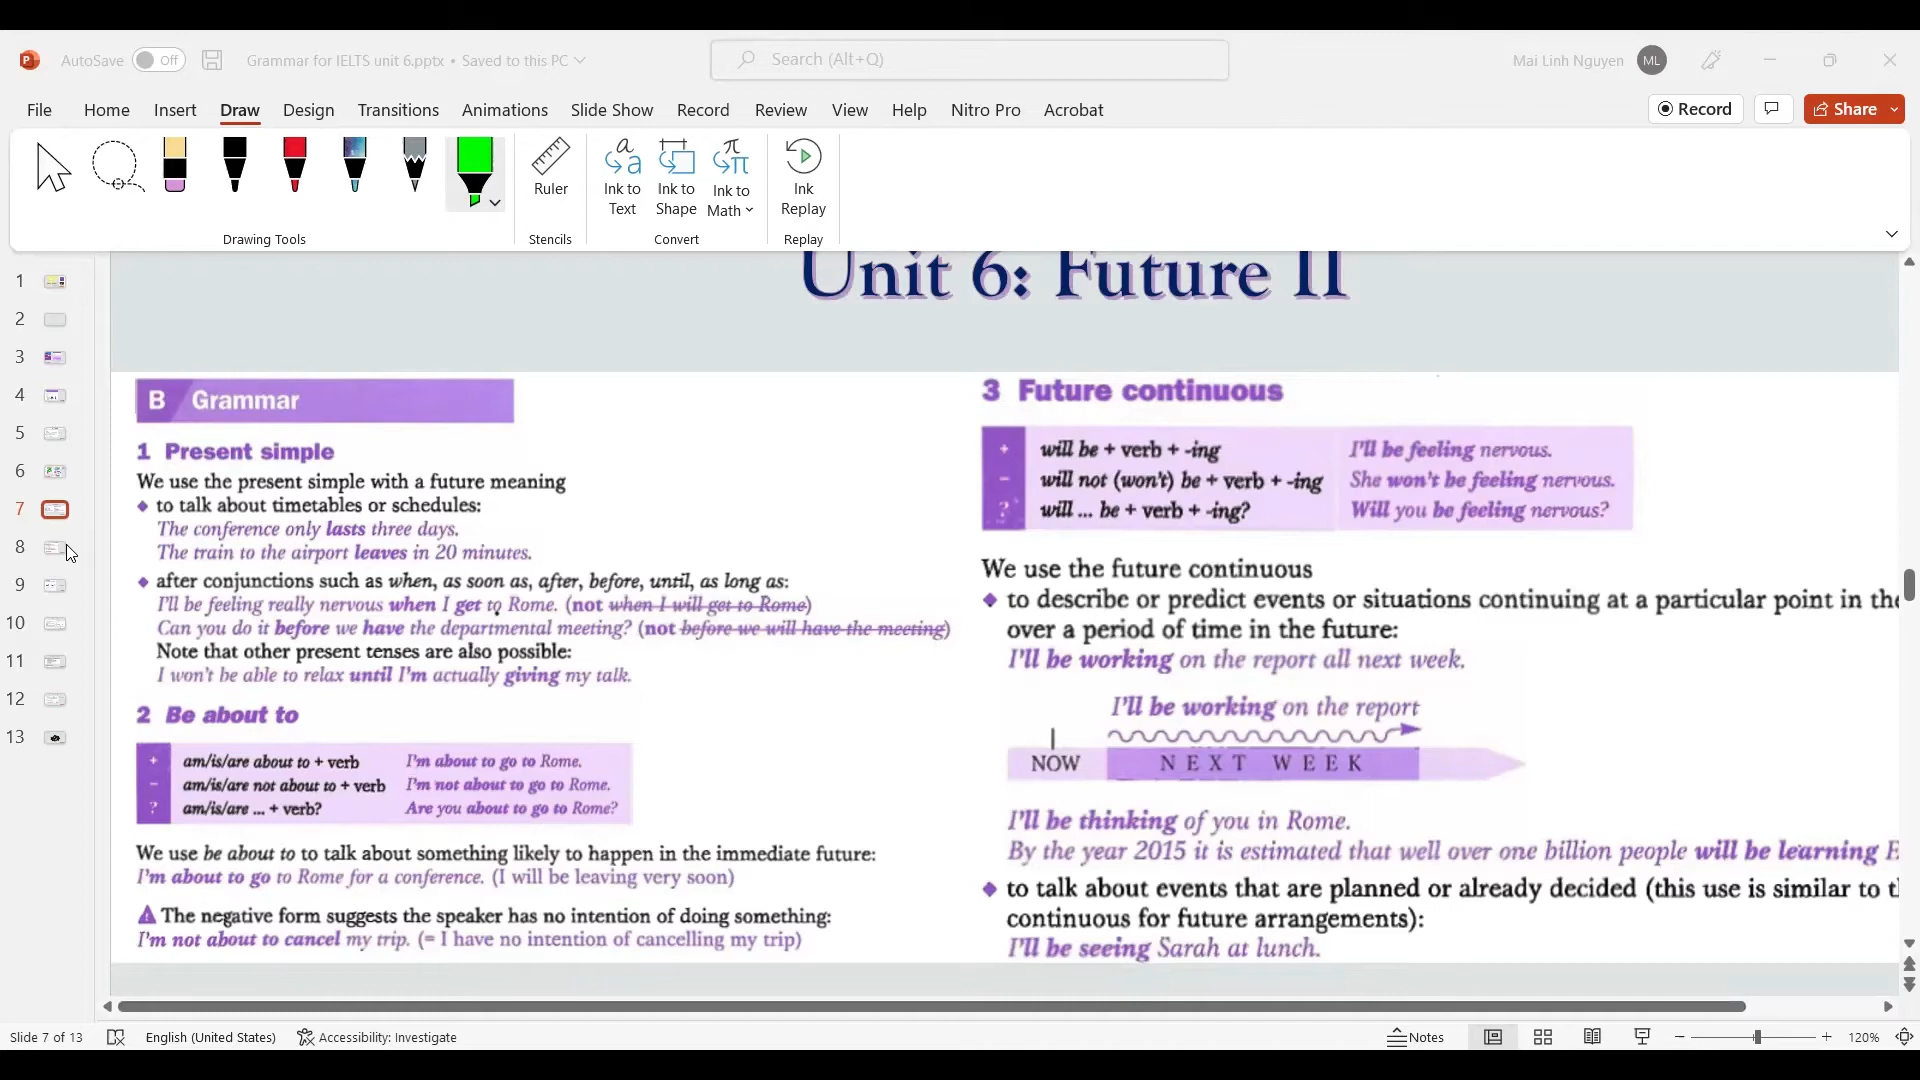 AutoSave Off Grammar for IELTS unit 6.pptx • Saved to this PC Search (Alt+Q) Mai Linh Nguyen ML
File Home Insert Draw Design Transitions Animations Slide Show Record Review View Help Nitro Pro Acrobat Record Share
Ruler
Ink to Text
Ink to Shape
Ink to Math
Ink Replay
Drawing Tools Stencils Convert Replay
1
2
3
4
5
6
7
8
9
10
11
12
13
Unit 6: Future II
B Grammar
1 Present simple
We use the present simple with a future meaning
◆ to talk about timetables or schedules:
The conference only lasts three days.
The train to the airport leaves in 20 minutes.
◆ after conjunctions such as when, as soon as, after, before, until, as long as:
I'll be feeling really nervous when I get to Rome. (not when I will get to Rome)
Can you do it before we have the departmental meeting? (not before we will have the meeting)
Note that other present tenses are also possible:
I won't be able to relax until I'm actually giving my talk.
2 Be about to
+ am/is/are about to + verb I'm about to go to Rome.
– am/is/are not about to + verb I'm not about to go to Rome.
? am/is/are ... + verb? Are you about to go to Rome?
We use be about to to talk about something likely to happen in the immediate future:
I'm about to go to Rome for a conference. (I will be leaving very soon)
The negative form suggests the speaker has no intention of doing something:
I'm not about to cancel my trip. (= I have no intention of cancelling my trip)
3 Future continuous
+ will be + verb + -ing I'll be feeling nervous.
– will not (won't) be + verb + -ing She won't be feeling nervous.
? will ... be + verb + -ing? Will you be feeling nervous?
We use the future continuous
◆ to describe or predict events or situations continuing at a particular point in the
over a period of time in the future:
I'll be working on the report all next week.
I'll be working on the report
NOW NEXT WEEK
I'll be thinking of you in Rome.
By the year 2015 it is estimated that well over one billion people will be learning E
◆ to talk about events that are planned or already decided (this use is similar to t
continuous for future arrangements):
I'll be seeing Sarah at lunch.
Slide 7 of 13 English (United States) Accessibility: Investigate Notes 120%